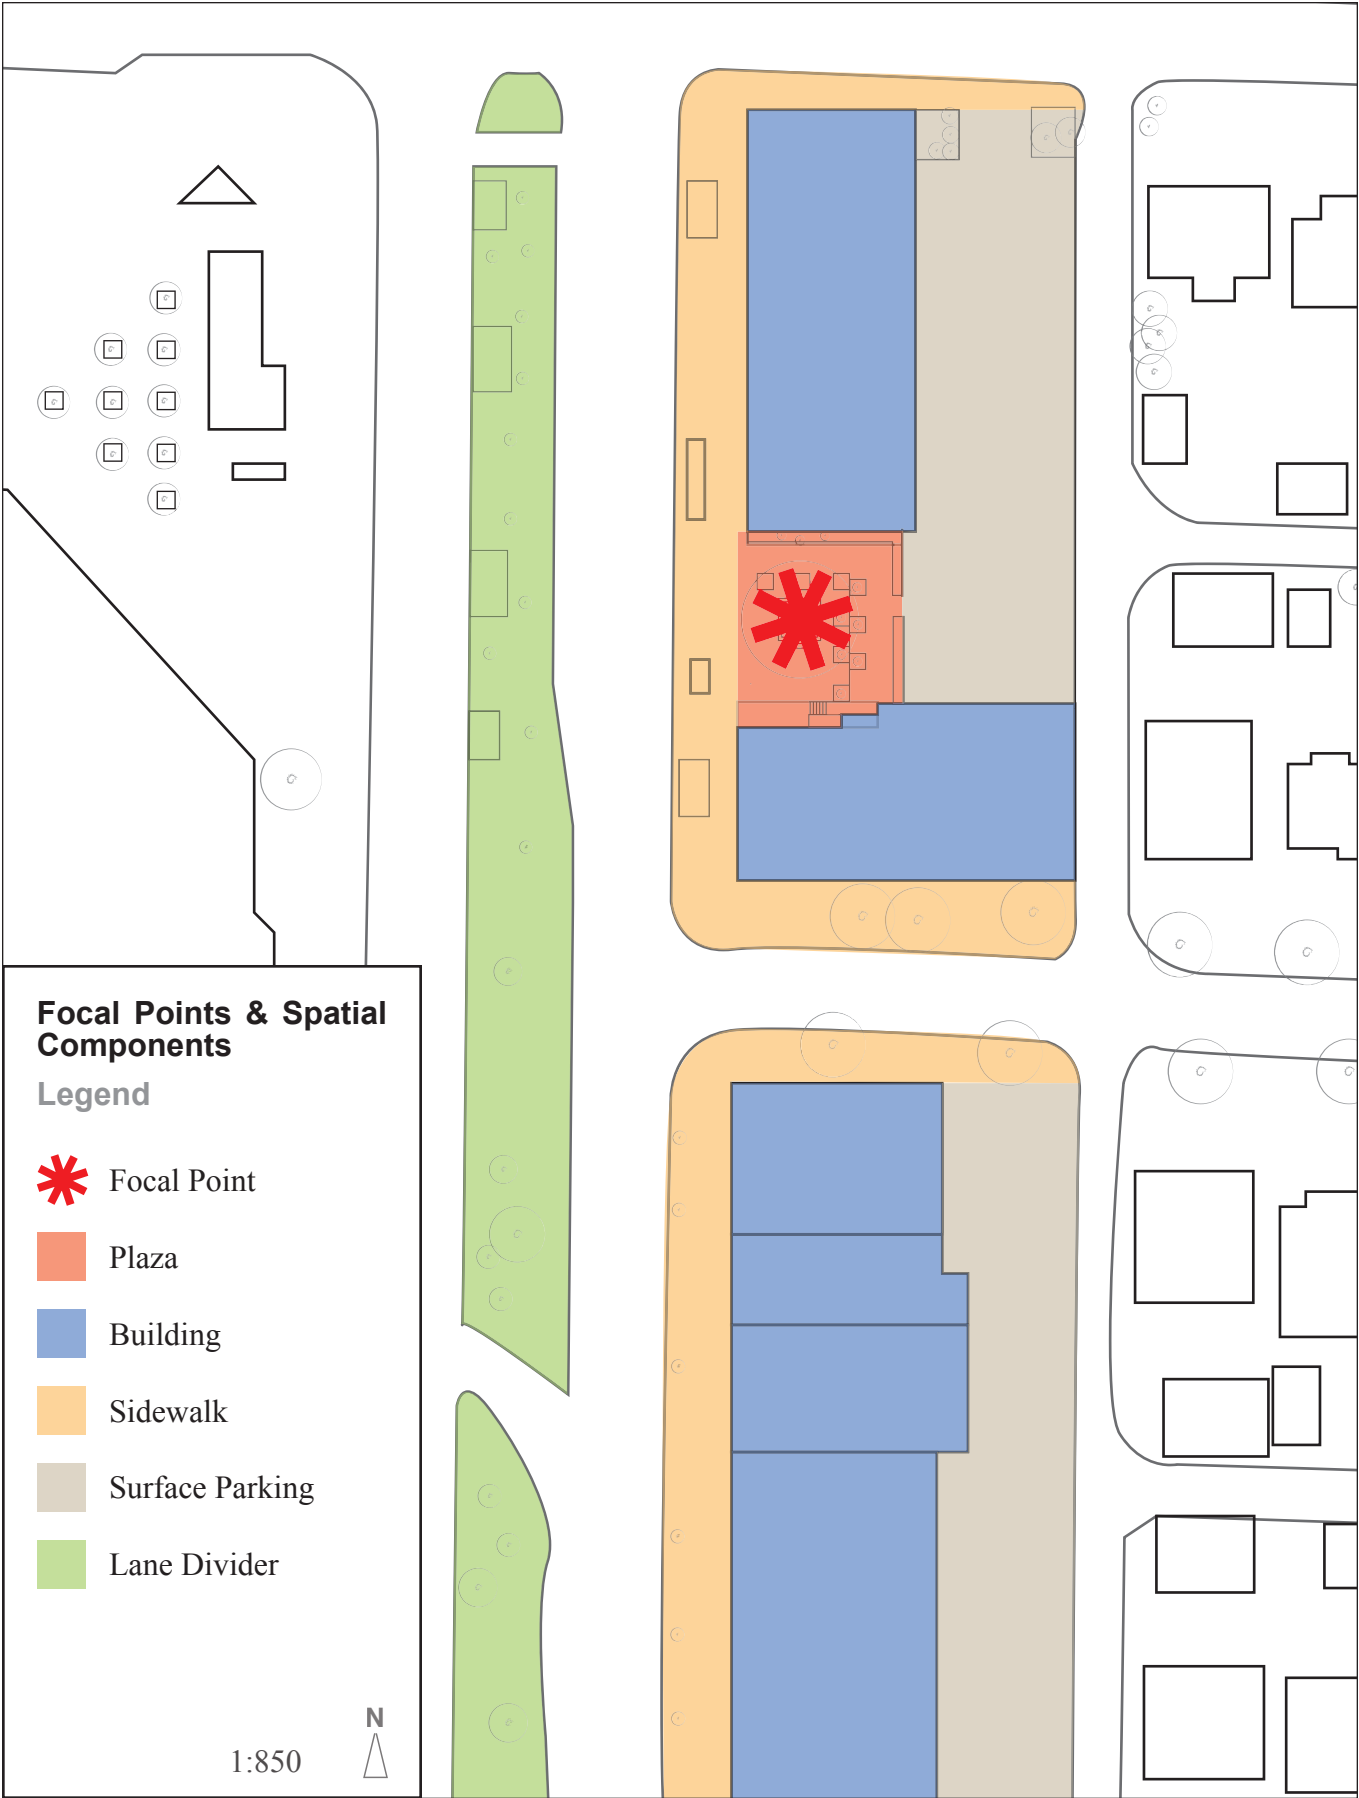 Focal Points & Spatial
Components
Legend
Focal Point
Plaza
Building
Sidewalk
Surface Parking
Lane Divider
N
1:850